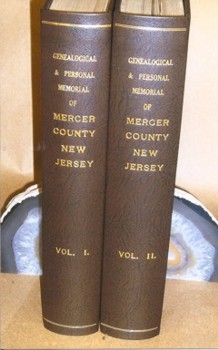 GENEALOGICAL
& PERSONAL
MEMORIAL
OF
MERCER
COUNTY
NEW
JERSEY
VOL. I.
GENEALOGICAL
& PERSONAL
MEMORIAL
OF
MERCER
COUNTY
NEW
JERSEY
VOL. II.